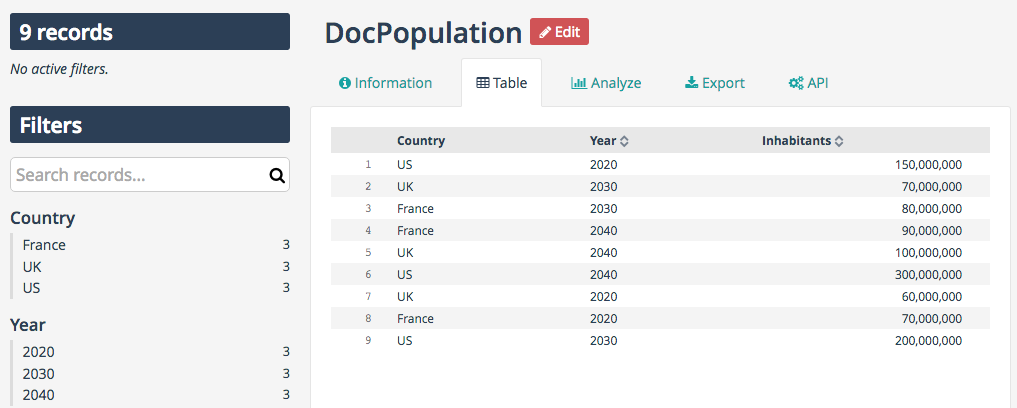 9 records
No active filters.
Filters
Search records...
Country
France 3
UK 3
US 3
Year
2020 3
2030 3
2040 3
DocPopulation Edit
Information Table Analyze Export API
Country Year Inhabitants
1 US 2020 150,000,000
2 UK 2030 70,000,000
3 France 2030 80,000,000
4 France 2040 90,000,000
5 UK 2040 100,000,000
6 US 2040 300,000,000
7 UK 2020 60,000,000
8 France 2020 70,000,000
9 US 2030 200,000,000